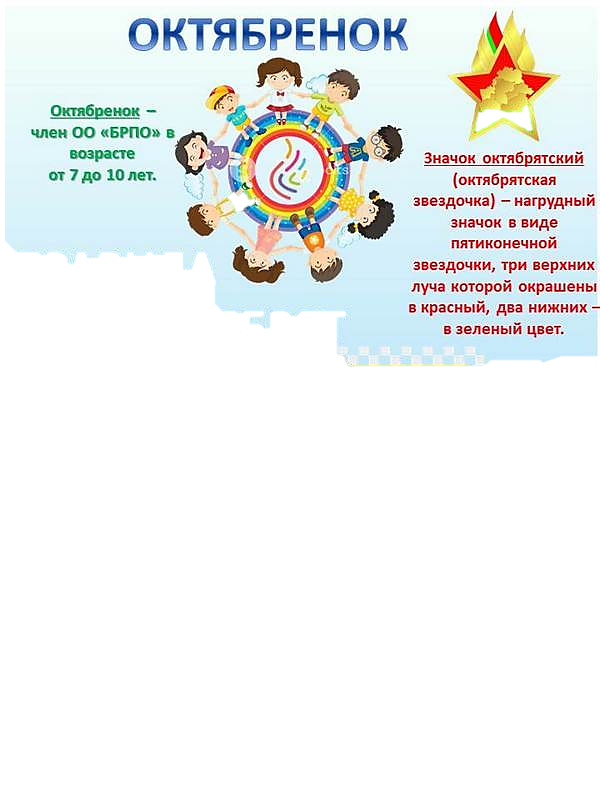 ОКТЯБРЕНОК
Октябренок –
член ОО «БРПО» в
возрасте
от 7 до 10 лет.
Значок октябрятский
(октябрятская
звездочка) – нагрудный
значок в виде
пятиконечной
звездочки, три верхних
луча которой окрашены
в красный, два нижних –
в зеленый цвет.